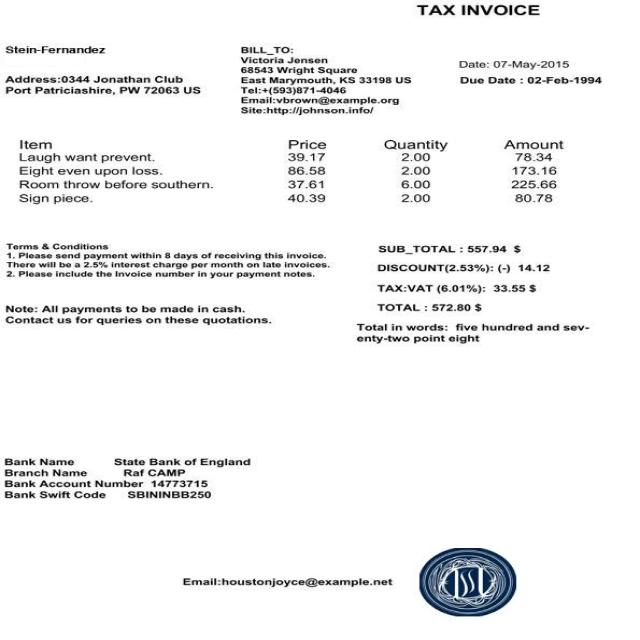 TAX INVOICE
Stein-Fernandez
Address:0344 Jonathan Club
Port Patriciashire, PW 72063 US
BILL_TO:
Victoria Jensen
68543 Wright Square
East Marymouth, KS 33198 US
Tel:+(593)871-4046
Email:vbrown@example.org
Site:http://johnson.info/
Date: 07-May-2015
Due Date : 02-Feb-1994
Item Price Quantity Amount
Laugh want prevent. 39.17 2.00 78.34
Eight even upon loss. 86.58 2.00 173.16
Room throw before southern. 37.61 6.00 225.66
Sign piece. 40.39 2.00 80.78
Terms & Conditions
1. Please send payment within 8 days of receiving this invoice.
There will be a 2.5% interest charge per month on late invoices.
2. Please include the Invoice number in your payment notes.
Note: All payments to be made in cash.
Contact us for queries on these quotations.
SUB_TOTAL : 557.94 $
DISCOUNT(2.53%): (-) 14.12
TAX:VAT (6.01%): 33.55 $
TOTAL : 572.80 $
Total in words: five hundred and sev-
enty-two point eight
Bank Name State Bank of England
Branch Name Raf CAMP
Bank Account Number 14773715
Bank Swift Code SBININBB250
Email:houstonjoyce@example.net